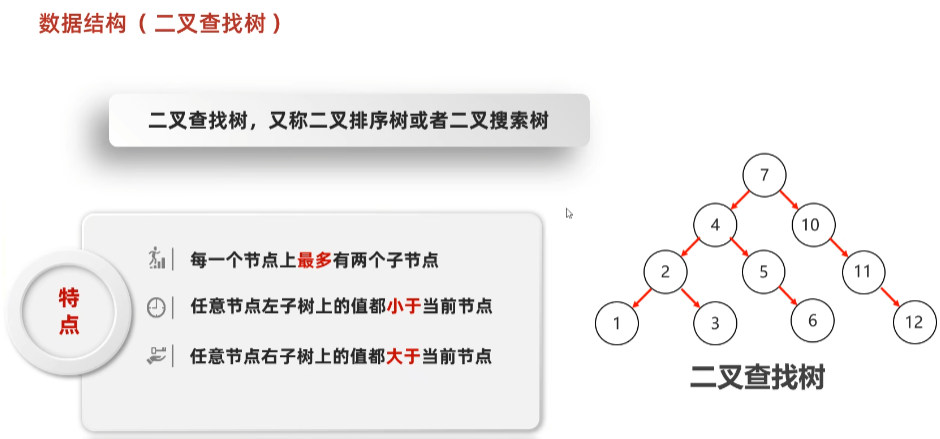 数据结构（二叉查找树）
二叉查找树，又称二叉排序树或者二叉搜索树
特
点
每一个节点上最多有两个子节点
任意节点左子树上的值都小于当前节点
任意节点右子树上的值都大于当前节点
7
4
10
2
5
11
1
3
6
12
二叉查找树